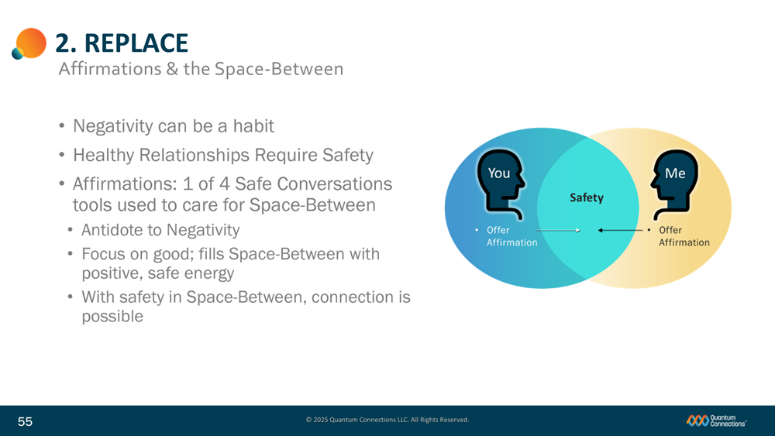 2. REPLACE
Affirmations & the Space-Between
• Negativity can be a habit
• Healthy Relationships Require Safety
• Affirmations: 1 of 4 Safe Conversations
tools used to care for Space-Between
• Antidote to Negativity
• Focus on good; fills Space-Between with
positive, safe energy
• With safety in Space-Between, connection is
possible
You
Me
Safety
• Offer
Affirmation
• Offer
Affirmation
55
© 2025 Quantum Connections LLC. All Rights Reserved.
Quantum
Connections